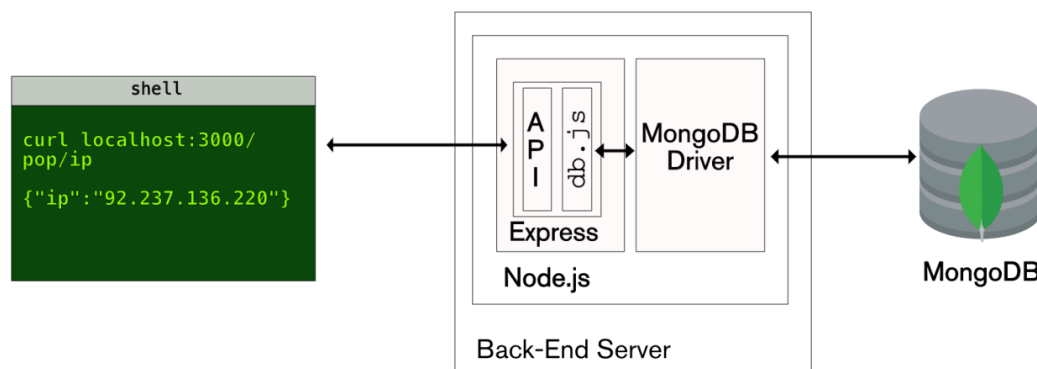 shell
curl localhost:3000/
pop/ip
{"ip":"92.237.136.220"}
API
db.js
Express
MongoDB
Driver
Node.js
Back-End Server
MongoDB